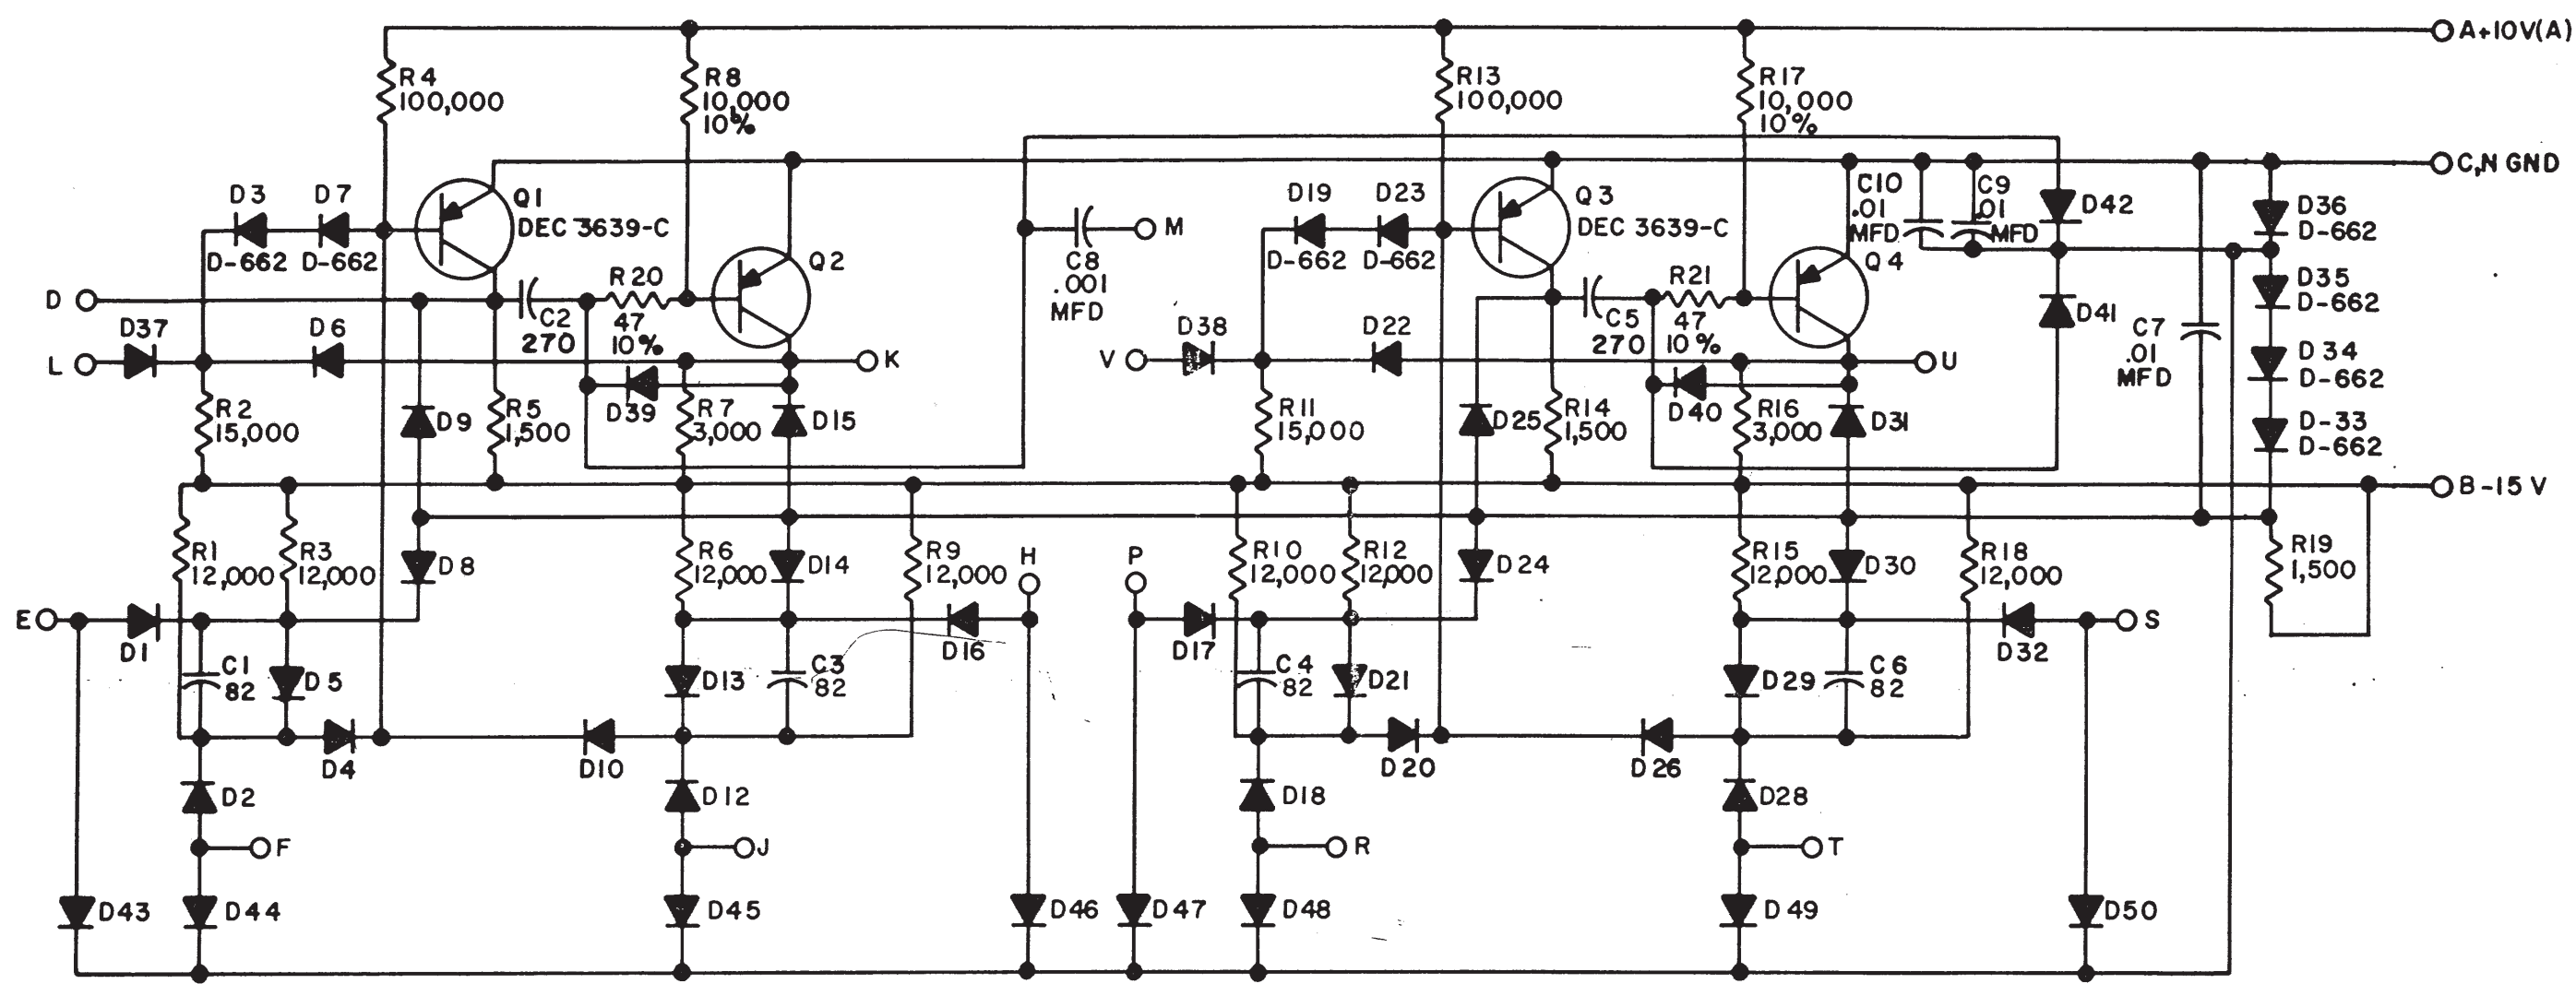 A+10V(A)
R4
100,000
R8
10,000
10%
R13
100,000
R17
10,000
10%
C,N GND
D3
D7
Q1
DEC 3639-C
D-662
D-662
Q2
M
C8
.001
MFD
D19
D23
D-662
D-662
Q3
DEC 3639-C
C10
.01
MFD
C9
.01
MFD
Q4
D42
D36
D-662
D
C2
270
R20
47
10%
C5
270
R21
47
10%
D41
C7
.01
MFD
D35
D-662
D34
D-662
D-33
D-662
L
D37
D6
K
V
D38
D22
U
R2
15,000
D9
R5
1,500
D39
R7
3,000
D15
R11
15,000
D25
R14
1,500
D40
R16
3,000
D31
B-15V
R1
12,000
R3
12,000
D8
R6
12,000
D14
R9
12,000
H
P
R10
12,000
R12
12,000
D24
R15
12,000
D30
R18
12,000
R19
1,500
E
D1
C1
82
D5
D13
C3
82
D16
D17
C4
82
D21
D29
C6
82
D32
S
D4
D10
D20
D26
D2
D12
D18
D28
F
J
R
T
D43
D44
D45
D46
D47
D48
D49
D50